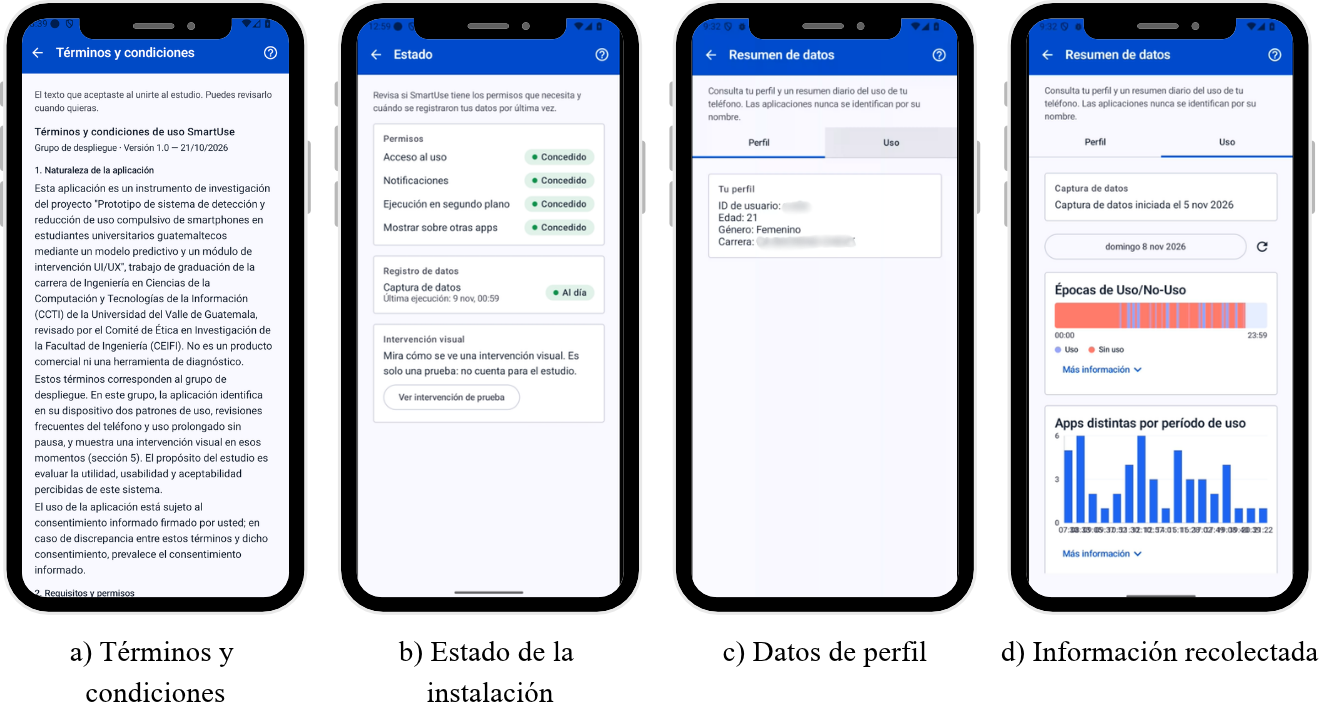 Términos y condiciones
El texto que aceptaste al unirte al estudio. Puedes revisarlo
cuando quieras.
Términos y condiciones de uso SmartUse
Grupo de despliegue · Versión 1.0 — 21/10/2026
1. Naturaleza de la aplicación
Esta aplicación es un instrumento de investigación
del proyecto "Prototipo de sistema de detección y
reducción de uso compulsivo de smartphones en
estudiantes universitarios guatemaltecos
mediante un modelo predictivo y un módulo de
intervención UI/UX", trabajo de graduación de la
carrera de Ingeniería en Ciencias de la
Computación y Tecnologías de la Información
(CCTI) de la Universidad del Valle de Guatemala,
revisado por el Comité de Ética en Investigación de
la Facultad de Ingeniería (CEIFI). No es un producto
comercial ni una herramienta de diagnóstico.
Estos términos corresponden al grupo de
despliegue. En este grupo, la aplicación identifica
en su dispositivo dos patrones de uso, revisiones
frecuentes del teléfono y uso prolongado sin
pausa, y muestra una intervención visual en esos
momentos (sección 5). El propósito del estudio es
evaluar la utilidad, usabilidad y aceptabilidad
percibidas de este sistema.
El uso de la aplicación está sujeto al
consentimiento informado firmado por usted; en
caso de discrepancia entre estos términos y dicho
consentimiento, prevalece el consentimiento
informado.
2. Requisitos y permisos
a) Términos y
condiciones
12:59
Estado
Revisa si SmartUse tiene los permisos que necesita y
cuándo se registraron tus datos por última vez.
Permisos
Acceso al uso Concedido
Notificaciones Concedido
Ejecución en segundo plano Concedido
Mostrar sobre otras apps Concedido
Registro de datos
Captura de datos
Última ejecución: 9 nov, 00:59
Al día
Intervención visual
Mira cómo se ve una intervención visual. Es
solo una prueba: no cuenta para el estudio.
Ver intervención de prueba
b) Estado de la
instalación
9:32
Resumen de datos
Consulta tu perfil y un resumen diario del uso de tu
teléfono. Las aplicaciones nunca se identifican por su
nombre.
Perfil Uso
Tu perfil
ID de usuario:
Edad: 21
Género: Femenino
Carrera:
c) Datos de perfil
9:32
Resumen de datos
Consulta tu perfil y un resumen diario del uso de tu
teléfono. Las aplicaciones nunca se identifican por su
nombre.
Perfil Uso
Captura de datos
Captura de datos iniciada el 5 nov 2026
domingo 8 nov 2026
Épocas de Uso/No-Uso
00:00 23:59
Uso Sin uso
Más información
Apps distintas por período de uso
6
3
0
Más información
d) Información recolectada